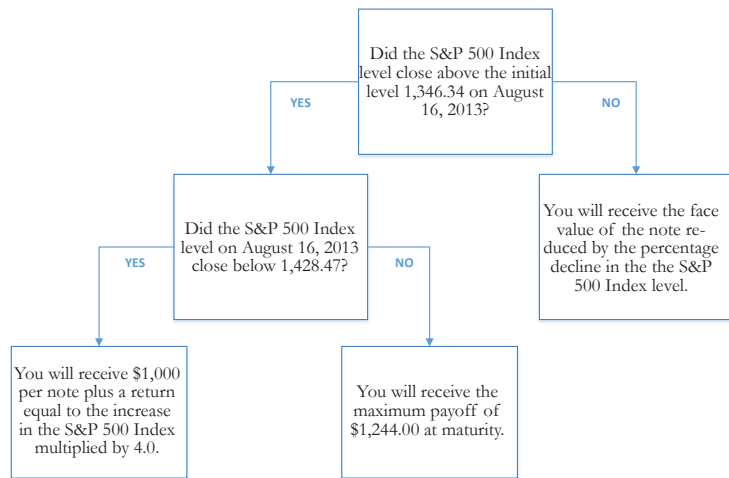 Did the S&P 500 Index
level close above the initial
level 1,346.34 on August
16, 2013?
YES
NO
Did the S&P 500 Index
level on August 16, 2013
close below 1,428.47?
You will receive the face
value of the note re-
duced by the percentage
decline in the the S&P
500 Index level.
YES
NO
You will receive $1,000
per note plus a return
equal to the increase
in the S&P 500 Index
multiplied by 4.0.
You will receive the
maximum payoff of
$1,244.00 at maturity.